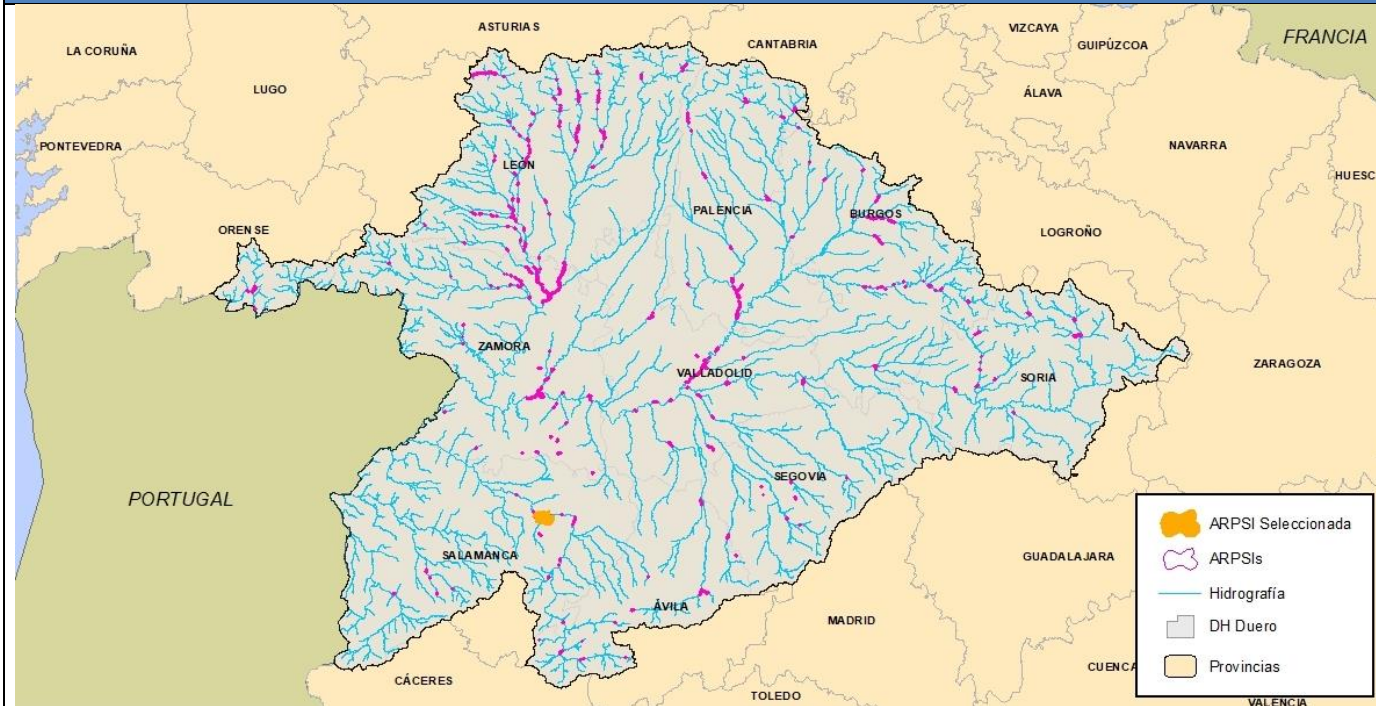 ASTURIAS
LA CORUÑA
CANTABRIA
VIZCAYA
GUIPÚZCOA
FRANCIA
LUGO
ÁLAVA
PONTEVEDRA
NAVARRA
LEÓN
HUESC
PALENCIA
BURGOS
ORENSE
LOGROÑO
ZAMORA
VALLADOLID
SORIA
ZARAGOZA
PORTUGAL
SEGOVIA
SALAMANCA
GUADALAJARA
ÁVILA
MADRID
CUENCA
CÁCERES
TOLEDO
VALENCIA
ARPSI Seleccionada
ARPSIs
Hidrografía
DH Duero
Provincias